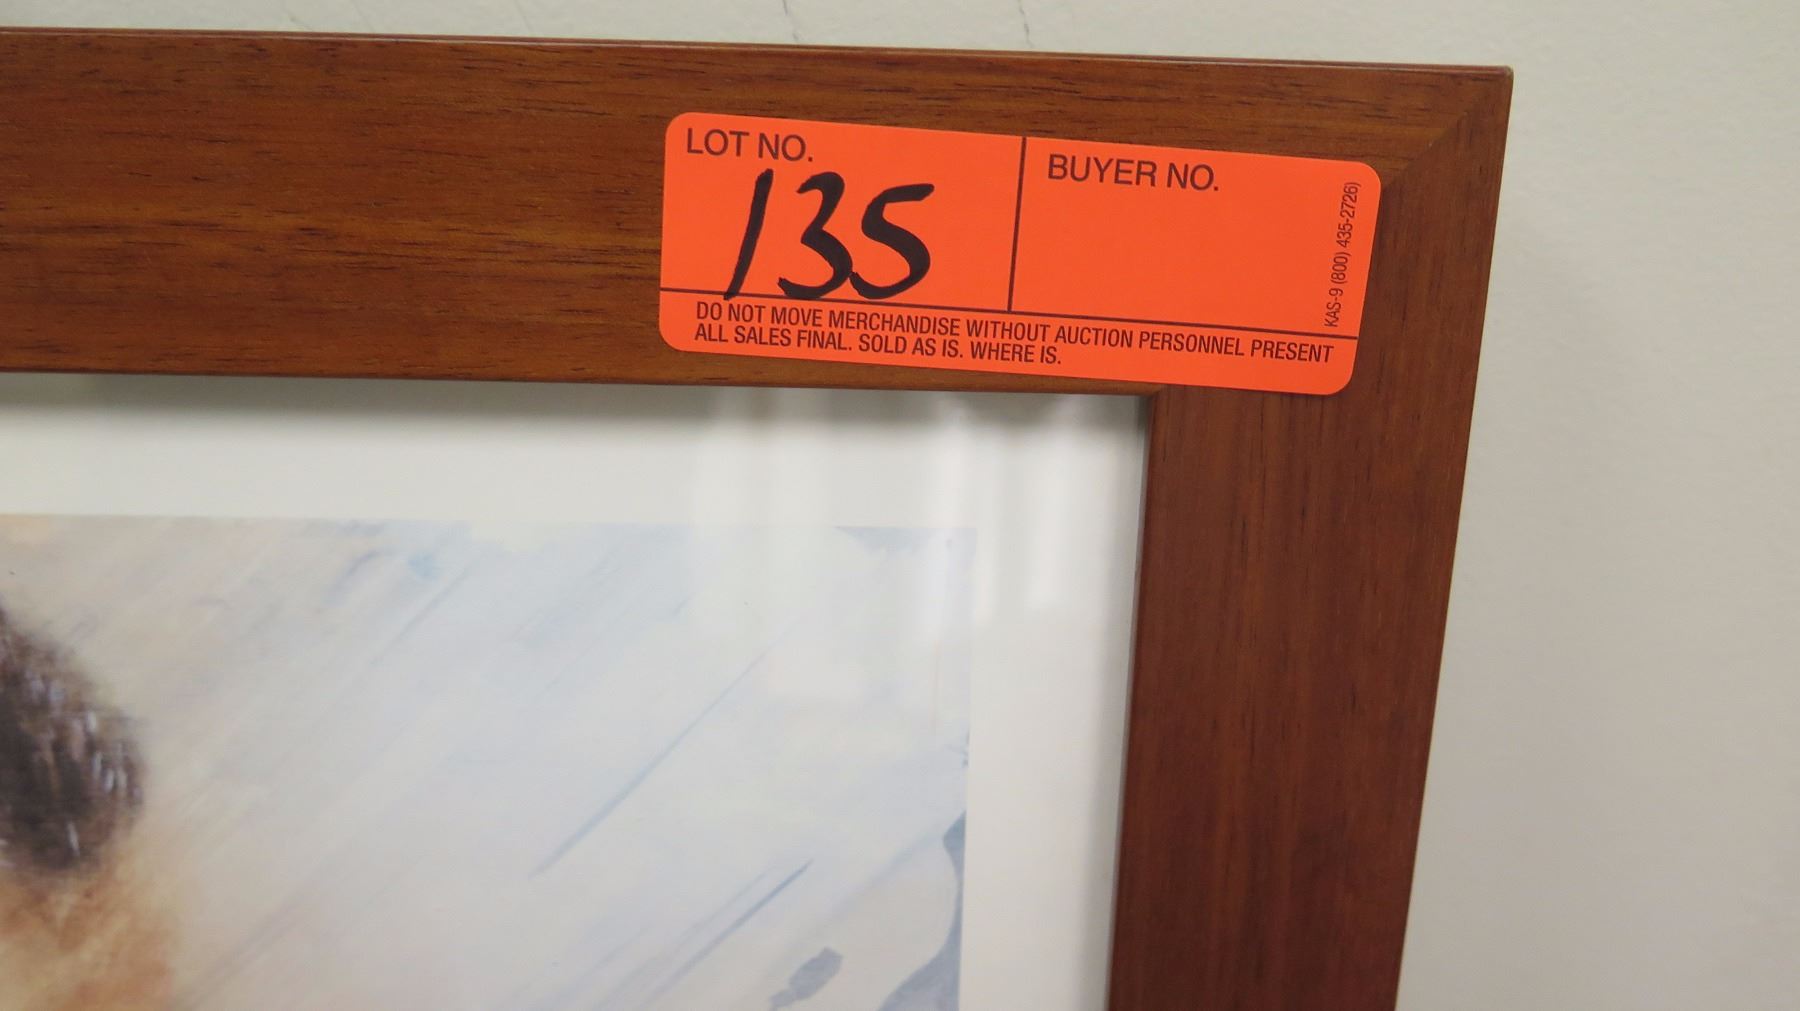 LOT NO.
135
BUYER NO.
KAS-9 (800) 435-2726)
DO NOT MOVE MERCHANDISE WITHOUT AUCTION PERSONNEL PRESENT
ALL SALES FINAL. SOLD AS IS. WHERE IS.